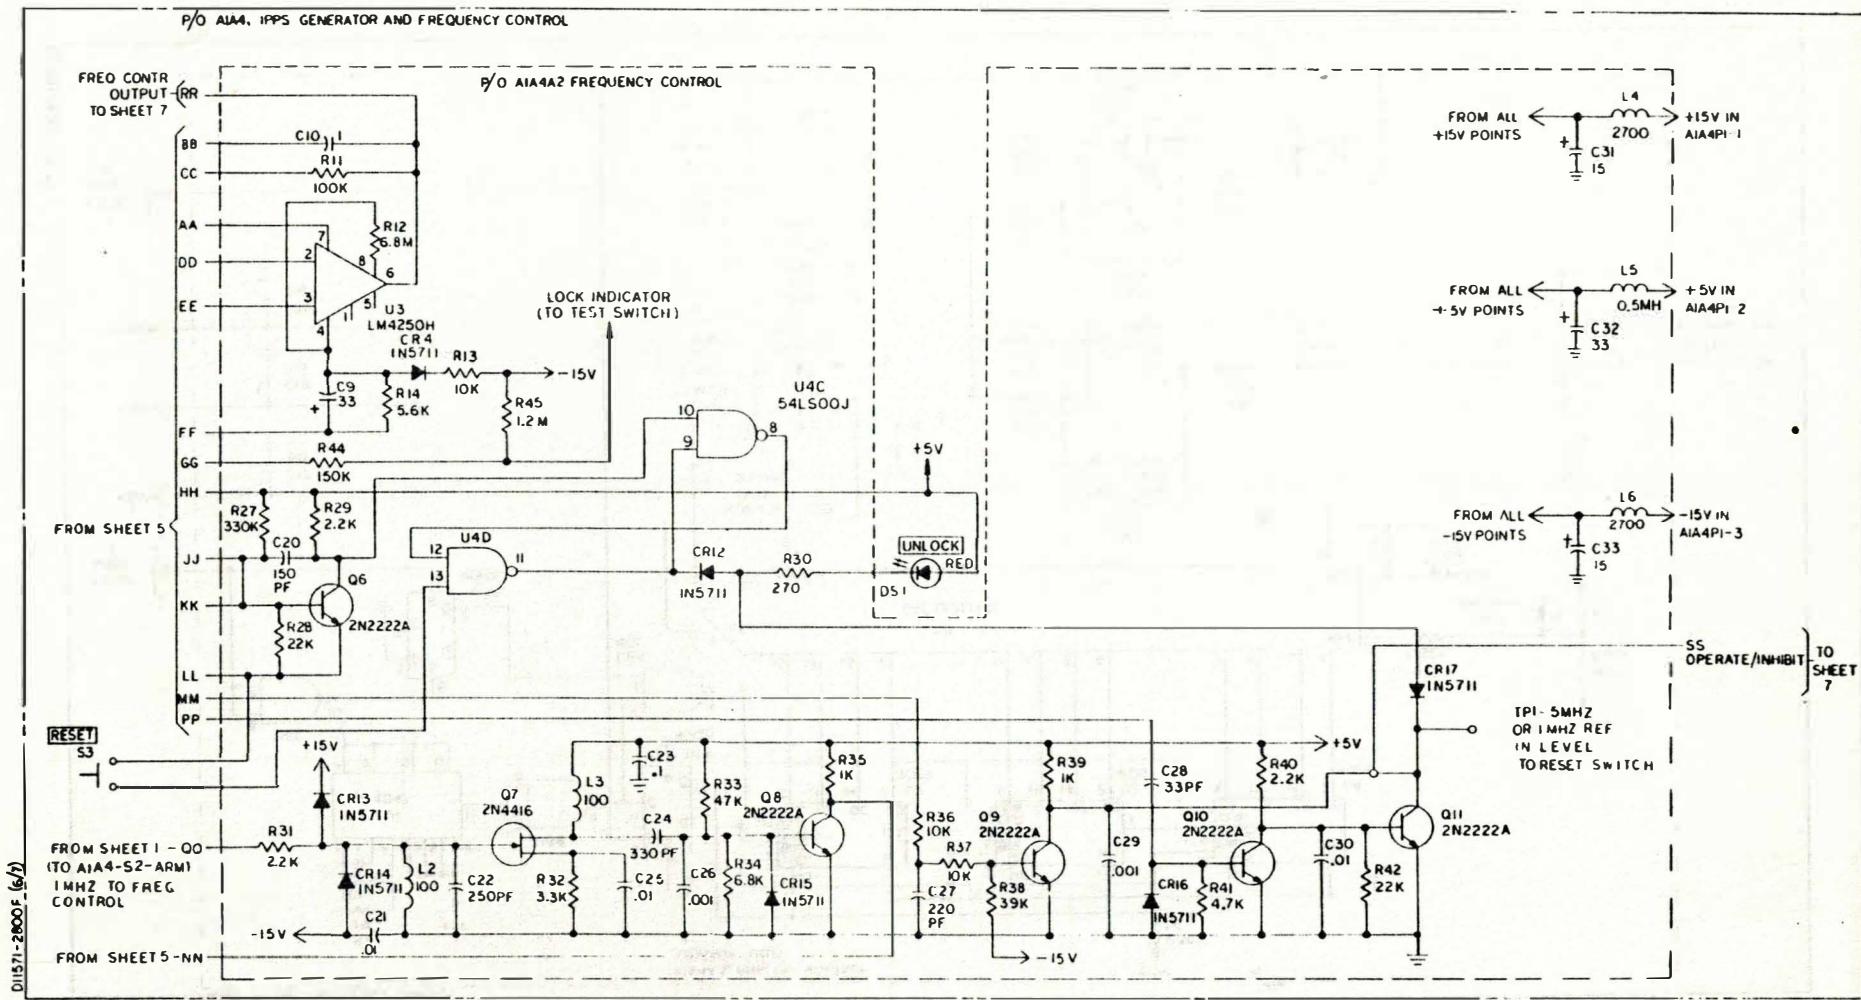 P/O A1A4, 1PPS GENERATOR AND FREQUENCY CONTROL
P/O A1A4A2 FREQUENCY CONTROL
FREQ CONTR
OUTPUT
TO SHEET 7
RR
BB
CC
AA
DD
EE
FF
GG
HH
FROM SHEET 5
JJ
KK
LL
MM
PP
C10
1
R11
100K
R12
6.8M
7
2
8
6
3
5
1
4
U3
LM4250H
CR4
1N5711
R13
10K
-15V
C9
33
+
R14
5.6K
R45
1.2M
R44
150K
LOCK INDICATOR
(TO TEST SWITCH)
U4C
54LS00J
10
9
8
+5V
R27
330K
R29
2.2K
C20
150
PF
Q6
2N2222A
R28
22K
U4D
12
13
11
CR12
1N5711
R30
270
UNLOCK
RED
DS1
FROM ALL
+15V POINTS
L4
2700
+15V IN
A1A4P1-1
+
C31
15
FROM ALL
+5V POINTS
L5
0.5MH
+5V IN
A1A4P1-2
+
C32
33
FROM ALL
-15V POINTS
L6
2700
-15V IN
A1A4P1-3
+
C33
15
SS
OPERATE/INHIBIT
TO
SHEET
7
CR17
1N5711
TP1-5MHZ
OR 1MHZ REF
IN LEVEL
TO RESET SWITCH
RESET
S3
+15V
CR13
1N5711
Q7
2N4416
L3
100
C23
.1
R33
47K
C24
330PF
Q8
2N2222A
R35
1K
R36
10K
R37
10K
Q9
2N2222A
R39
1K
+5V
C28
33PF
Q10
2N2222A
R40
2.2K
Q11
2N2222A
FROM SHEET 1-QQ
(TO A1A4-S2-ARM)
1MHZ TO FREG
CONTROL
R31
2.2K
CR14
1N5711
L2
100
C22
250PF
R32
3.3K
C25
.01
C26
.001
R34
6.8K
CR15
1N5711
C27
220
PF
R38
39K
C29
.001
CR16
1N5711
R41
4.7K
C30
.01
R42
22K
-15V
C21
.01
-15V
FROM SHEET 5-NN
D11571-2800F (6/7)